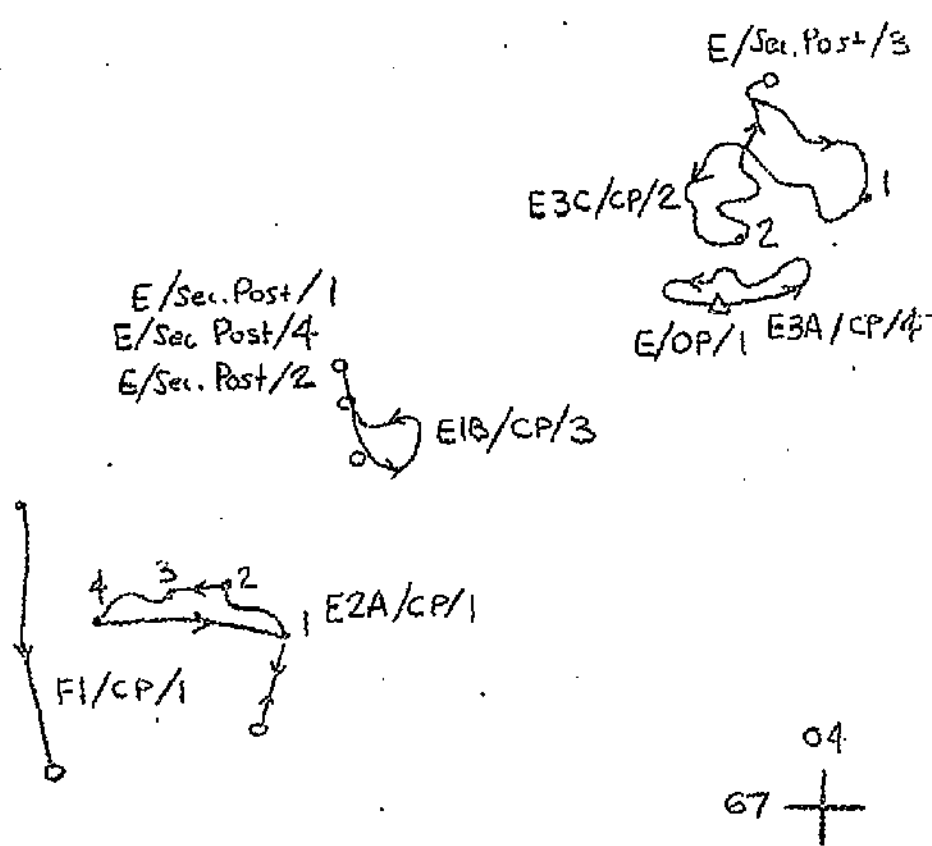 E/Sec. Post/3
E3C/CP/2
1
2
E/Sec. Post/1
E/Sec Post/4
E/Sec. Post/2
E/OP/1
E3A/CP/4
E1B/CP/3
4
3
2
1
E2A/CP/1
F1/CP/1
04
67